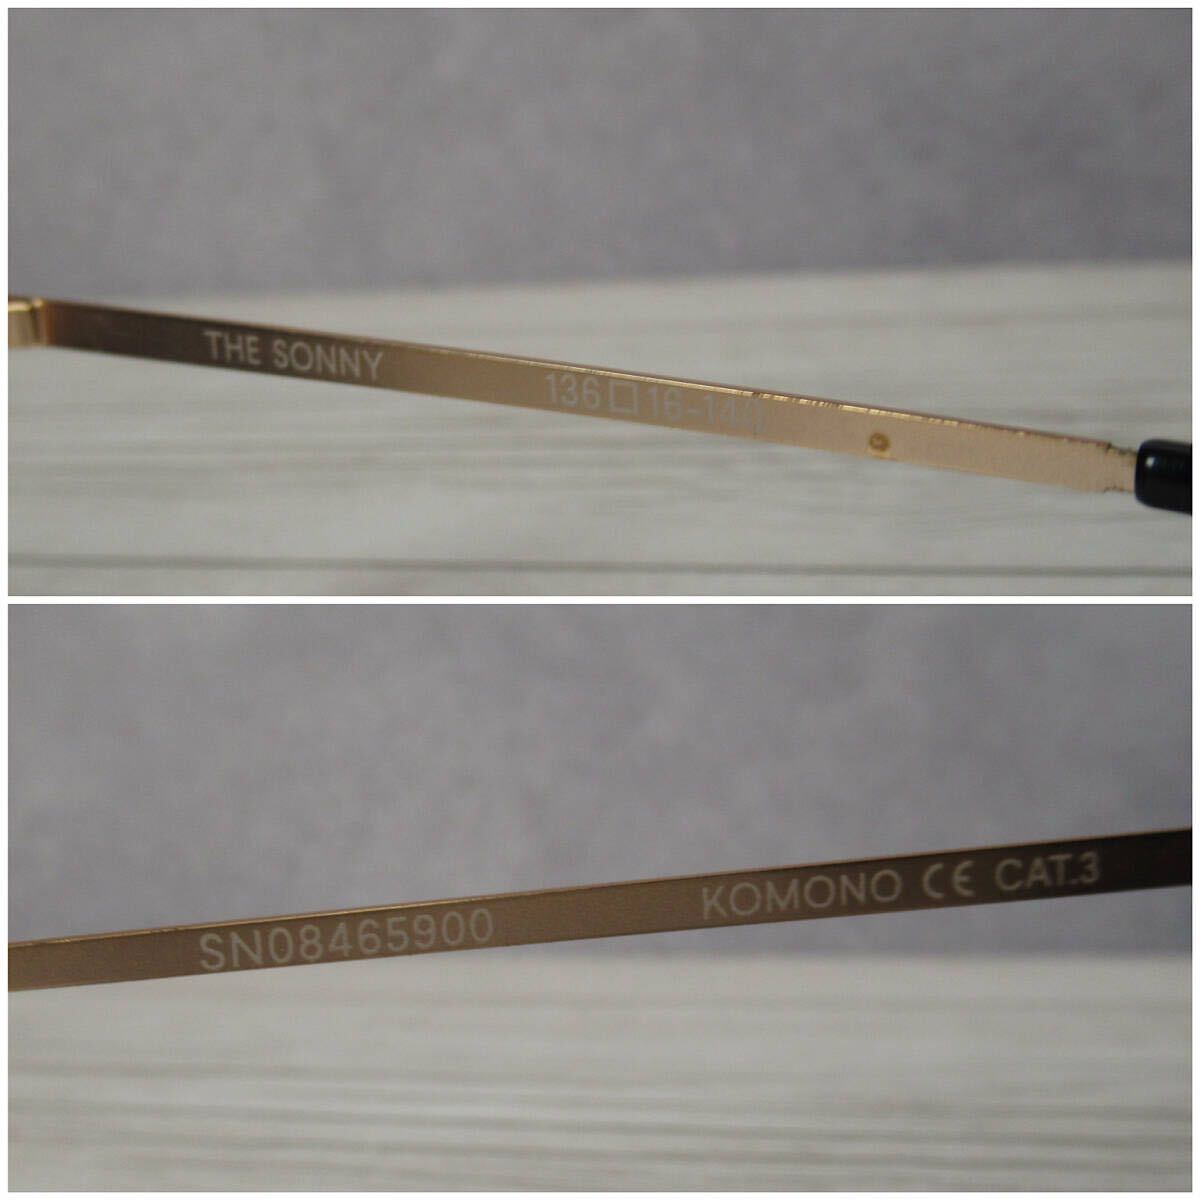 THE SONNY 136□16-140
SN08465900 KOMONO CE CAT.3